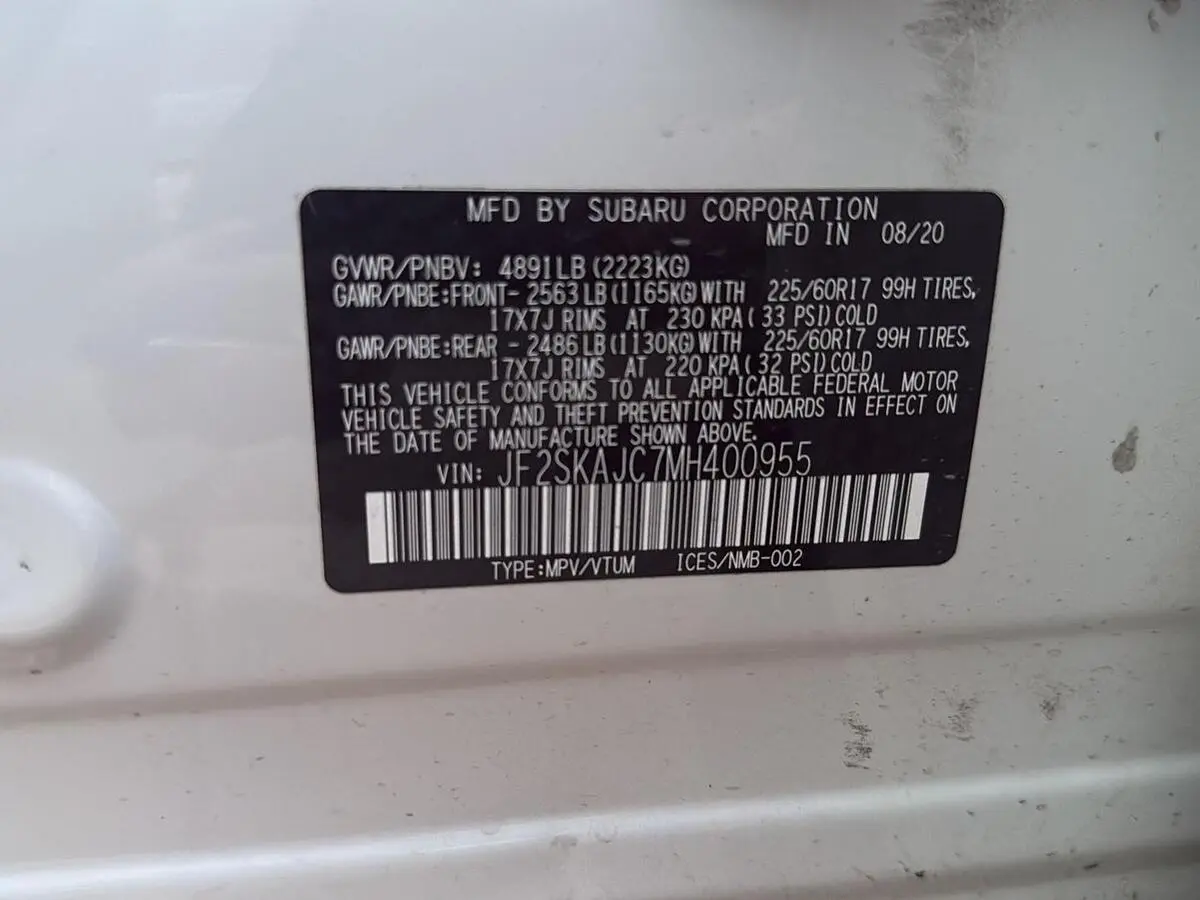 MFD BY SUBARU CORPORATION
MFD IN 08/20
GVWR/PNBV: 4891LB (2223KG)
GAWR/PNBE:FRONT- 2563LB(1165KG)WITH 225/60R17 99H TIRES,
17X7J RIMS AT 230 KPA( 33 PSI)COLD
GAWR/PNBE:REAR - 2486LB(1130KG)WITH 225/60R17 99H TIRES,
17X7J RIMS AT 220 KPA( 32 PSI)COLD
THIS VEHICLE CONFORMS TO ALL APPLICABLE FEDERAL MOTOR
VEHICLE SAFETY AND THEFT PREVENTION STANDARDS IN EFFECT ON
THE DATE OF MANUFACTURE SHOWN ABOVE.
VIN: JF2SKAJC7MH400955
TYPE:MPV/VTUM ICES/NMB-002